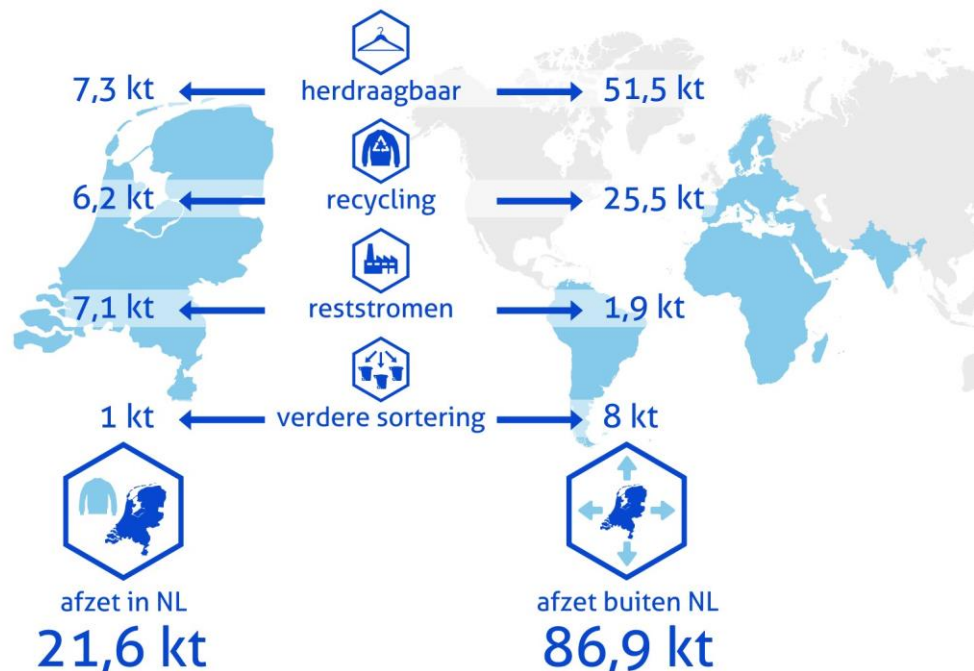 7,3 kt
herdraagbaar
51,5 kt
6,2 kt
recycling
25,5 kt
7,1 kt
reststromen
1,9 kt
1 kt
verdere sortering
8 kt
afzet in NL
21,6 kt
afzet buiten NL
86,9 kt